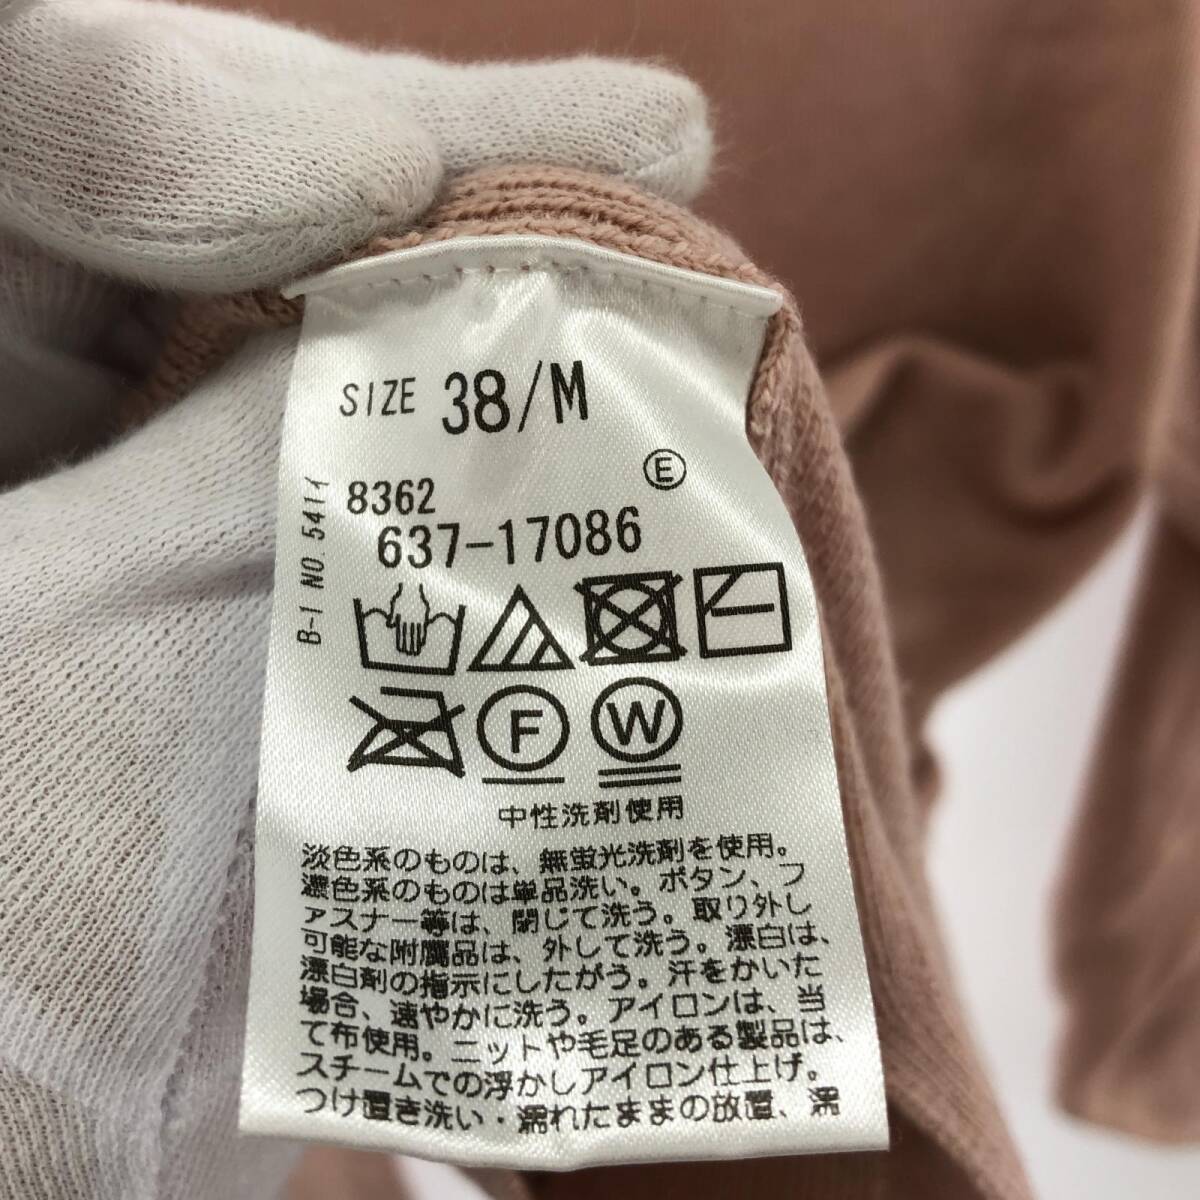 SIZE 38/M
E
8362
637-17086
B-1 NO.541イ
F
W
中性洗剤使用
淡色系のものは、無蛍光洗剤を使用。
濃色系のものは単品洗い。ボタン、フ
ァスナー等は、閉じて洗う。取り外し
可能な附属品は、外して洗う。漂白は、
漂白剤の指示にしたがう。汗をかいた
場合、速やかに洗う。アイロンは、当
て布使用。ニットや毛足のある製品は、
スチームでの浮かしアイロン仕上げ。
つけ置き洗い・濡れたままの放置、濡